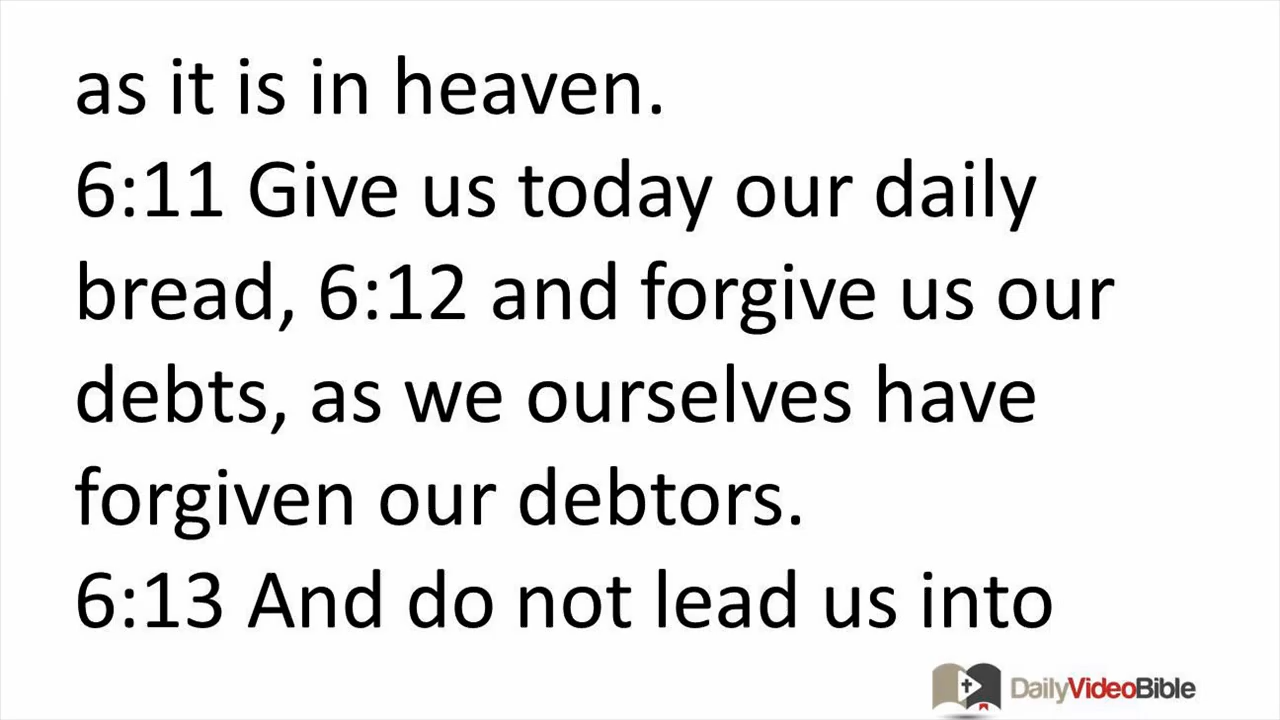 as it is in heaven.
6:11 Give us today our daily
bread, 6:12 and forgive us our
debts, as we ourselves have
forgiven our debtors.
6:13 And do not lead us into
DailyVideoBible